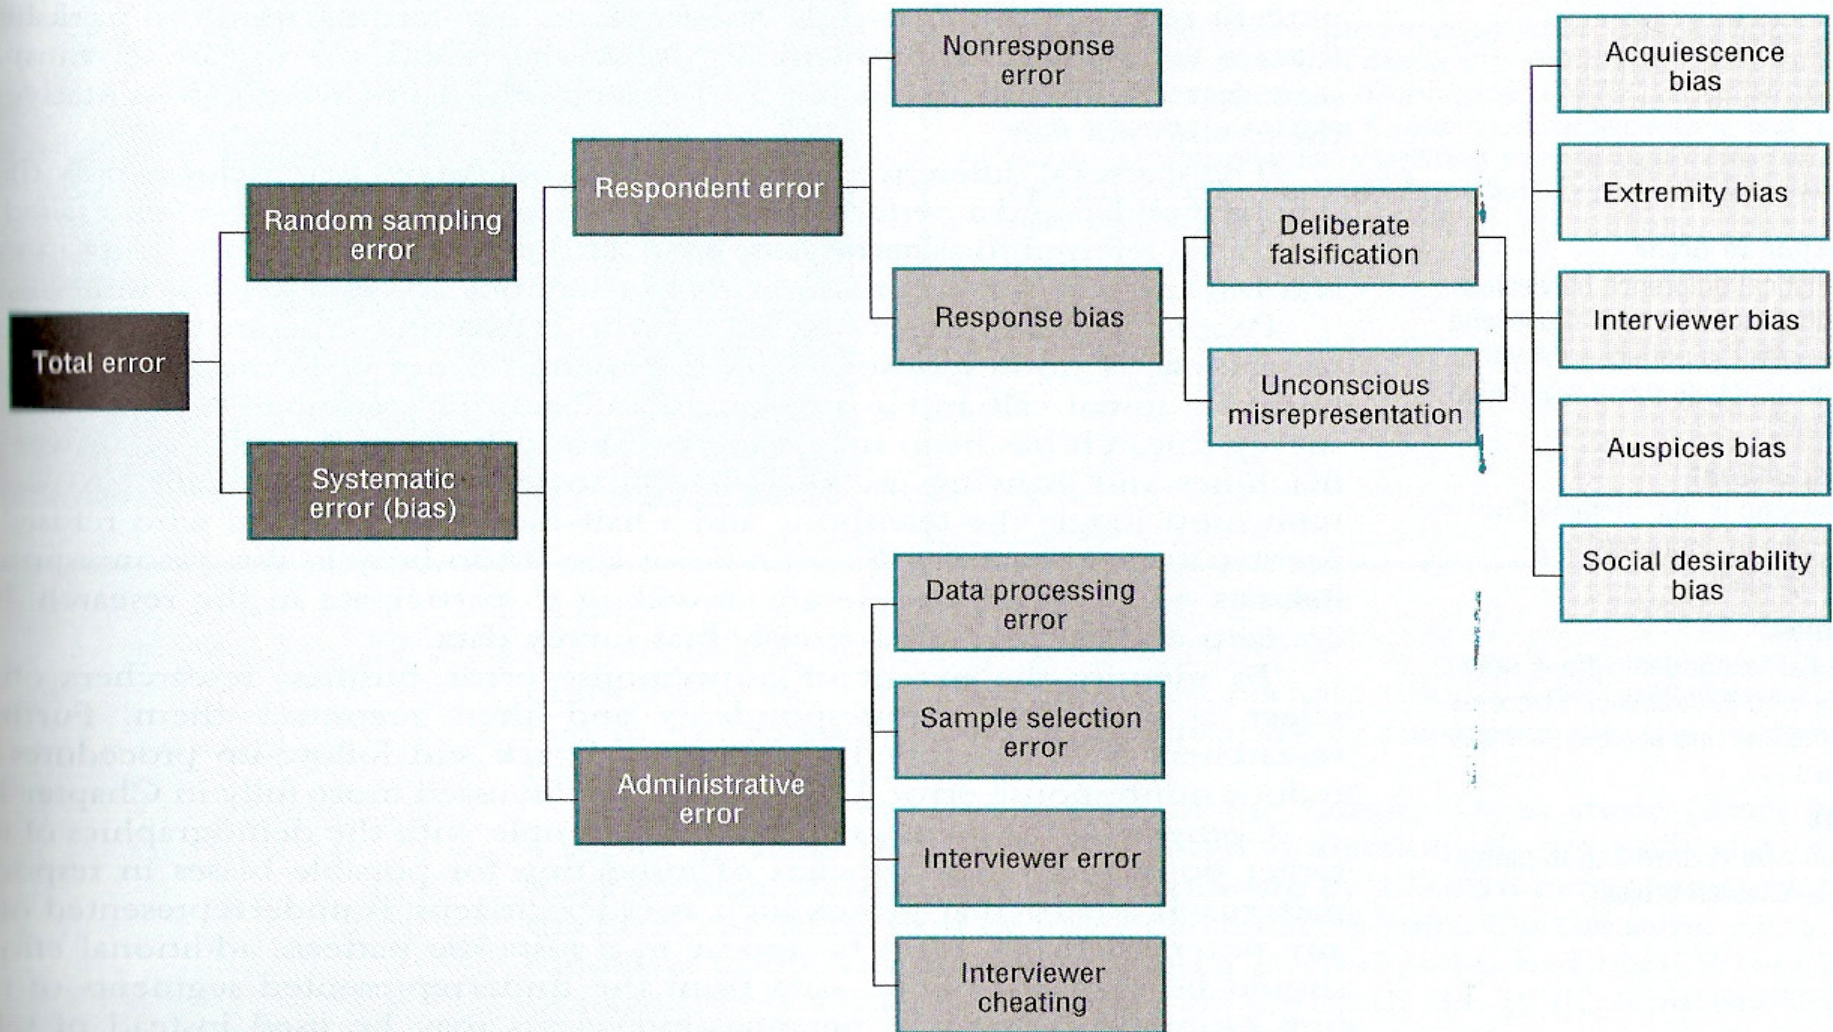 Total error
Random sampling
error
Systematic
error (bias)
Respondent error
Administrative
error
Nonresponse
error
Response bias
Data processing
error
Sample selection
error
Interviewer error
Interviewer
cheating
Deliberate
falsification
Unconscious
misrepresentation
Acquiescence
bias
Extremity bias
Interviewer bias
Auspices bias
Social desirability
bias